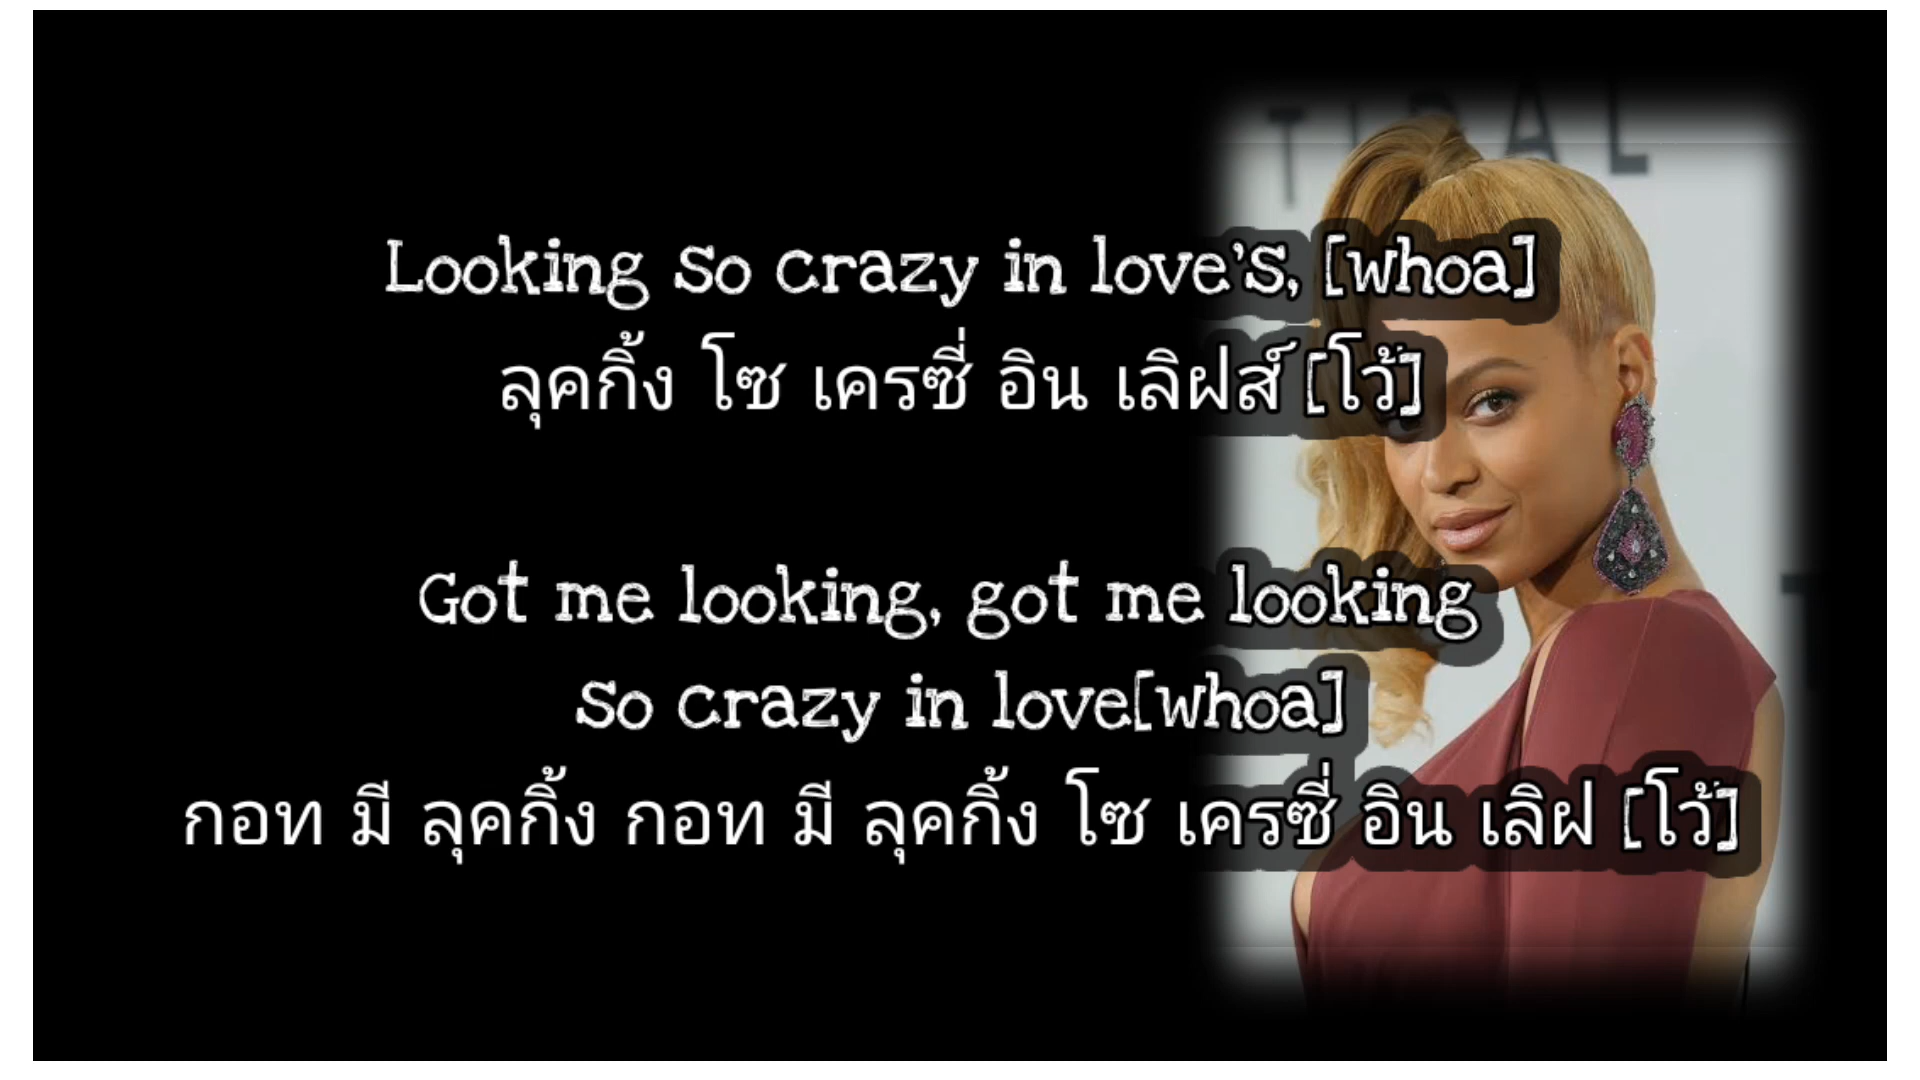 TIDAL
Looking so crazy in love's, [whoa]
ลุคกิ้ง โซ เครซี่ อิน เลิฝส์ [โว้]
Got me looking, got me looking
so crazy in love[whoa]
กอท มี ลุคกิ้ง กอท มี ลุคกิ้ง โซ เครซี่ อิน เลิฝ [โว้]
T